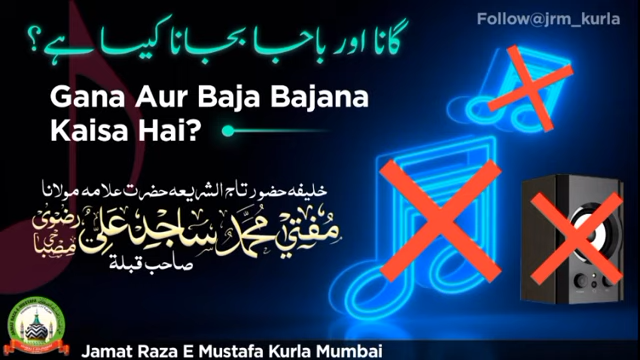 Follow@jrm_kurla
گانا اور باجا بجانا کیسا ہے؟
Gana Aur Baja Bajana
Kaisa Hai?
خلیفہ حضور تاج الشریعہ حضرت علامہ مولانا
مفتی محمد ساجد علی رضوی مصباحی
صاحب قبلة
Jamat Raza E Mustafa Kurla Mumbai